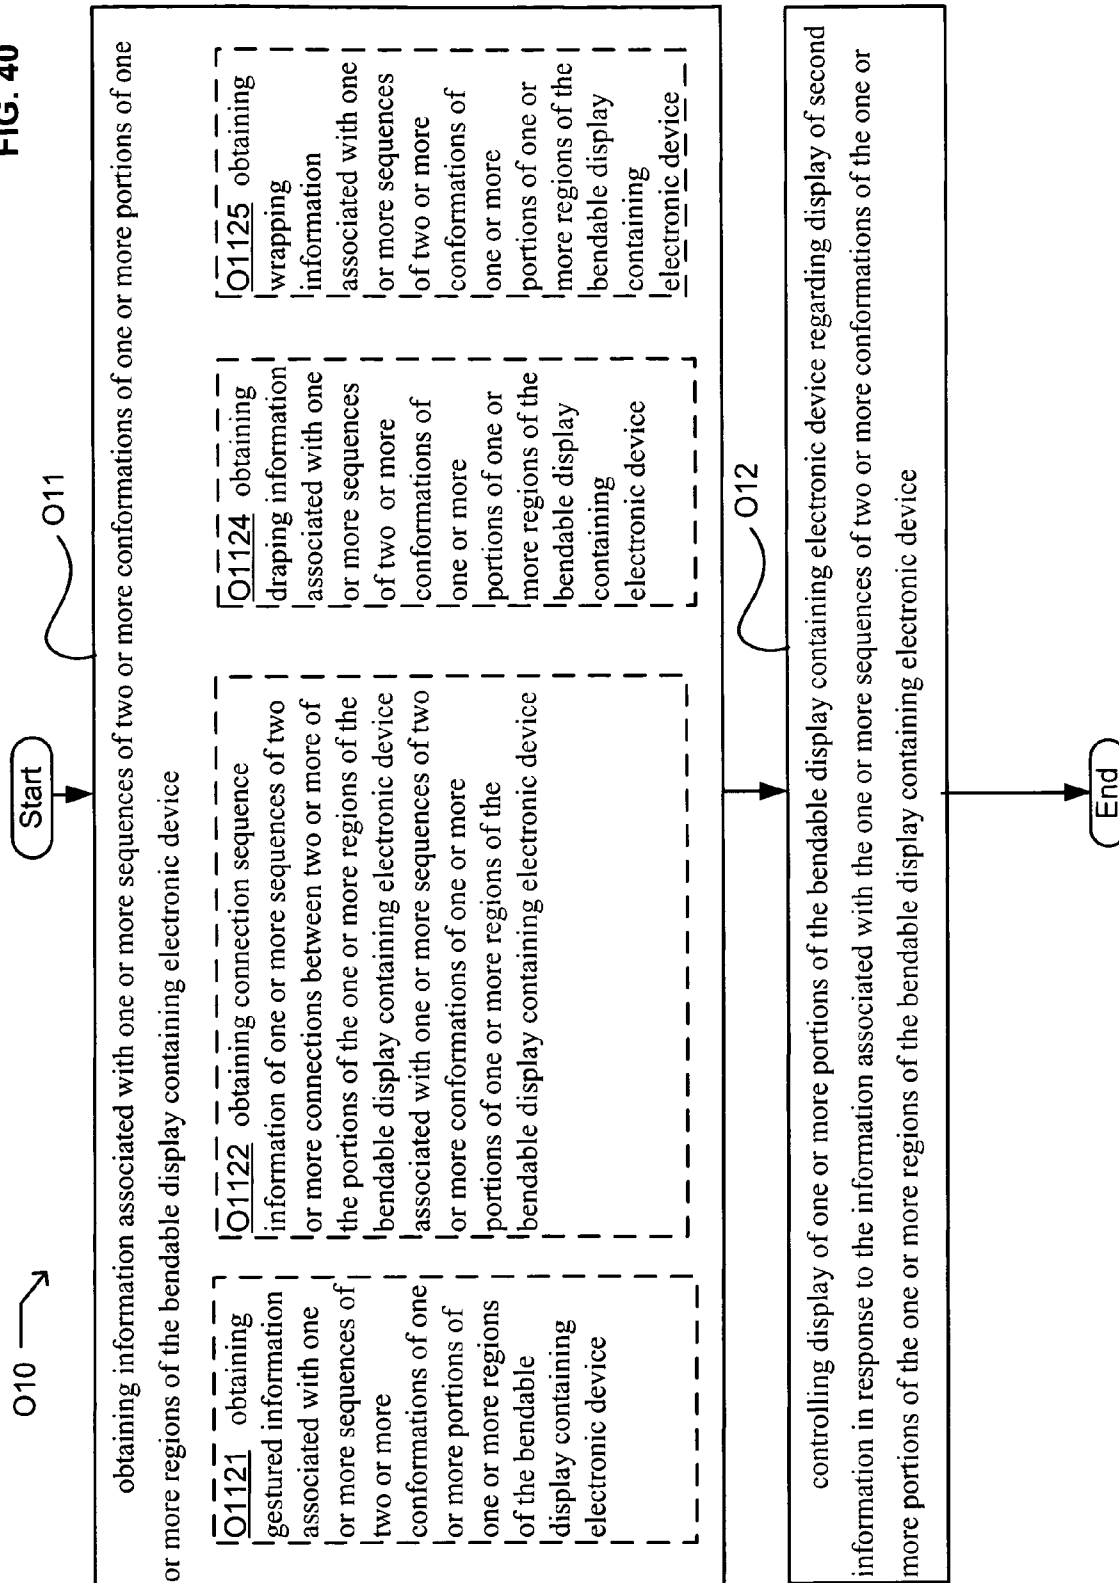 FIG. 40
O10
Start
O11
obtaining information associated with one or more sequences of two or more conformations of one or more portions of one
or more regions of the bendable display containing electronic device
O1121 obtaining
gestured information
associated with one
or more sequences of
two or more
conformations of one
or more portions of
one or more regions
of the bendable
display containing
electronic device
O1122 obtaining connection sequence
information of one or more sequences of two
or more connections between two or more of
the portions of the one or more regions of the
bendable display containing electronic device
associated with one or more sequences of two
or more conformations of one or more
portions of one or more regions of the
bendable display containing electronic device
O1124 obtaining
draping information
associated with one
or more sequences
of two or more
conformations of
one or more
portions of one or
more regions of the
bendable display
containing
electronic device
O1125 obtaining
wrapping
information
associated with one
or more sequences
of two or more
conformations of
one or more
portions of one or
more regions of the
bendable display
containing
electronic device
O12
controlling display of one or more portions of the bendable display containing electronic device regarding display of second
information in response to the information associated with the one or more sequences of two or more conformations of the one or
more portions of the one or more regions of the bendable display containing electronic device
End